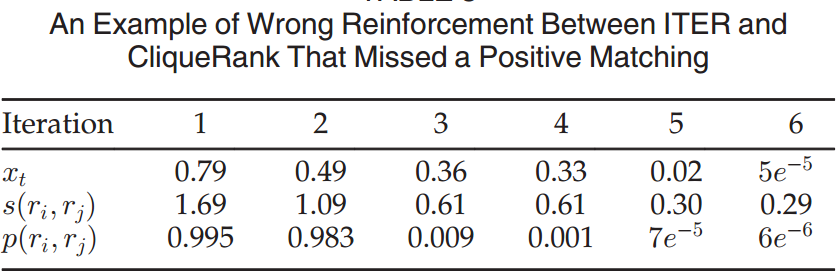 An Example of Wrong Reinforcement Between ITER and
CliqueRank That Missed a Positive Matching
Iteration 1 2 3 4 5 6
x_t 0.79 0.49 0.36 0.33 0.02 5e^{-5}
s(r_i, r_j) 1.69 1.09 0.61 0.61 0.30 0.29
p(r_i, r_j) 0.995 0.983 0.009 0.001 7e^{-5} 6e^{-6}